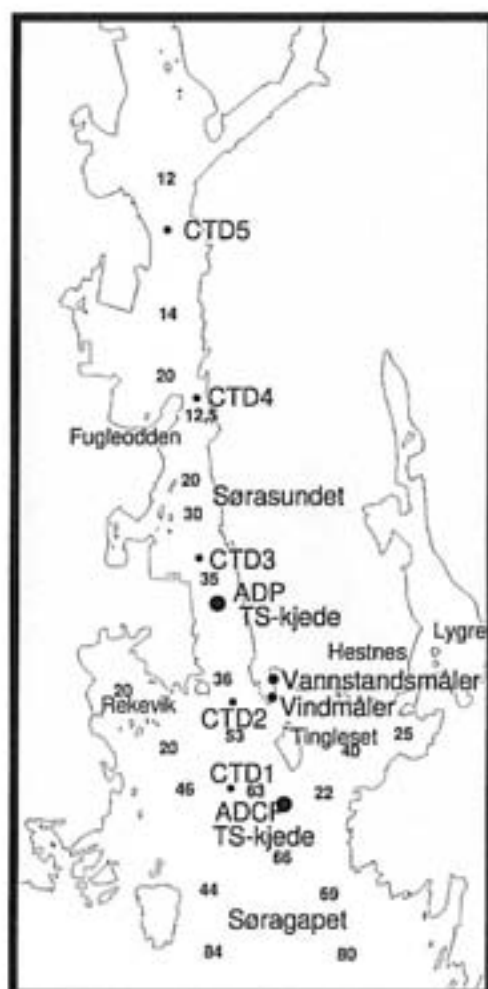 12
CTD5
14
20
CTD4
12,5
Fugleodden
20
Sørasundet
30
CTD3
35
ADP
TS-kjede
Lygre
Hestnes
36
Vannstandsmåler
20
Rekevik
CTD2
Vindmåler
53
Tingleset
25
20
40
CTD1
46
63
22
ADCP
TS-kjede
66
44
69
Søragapet
84
80